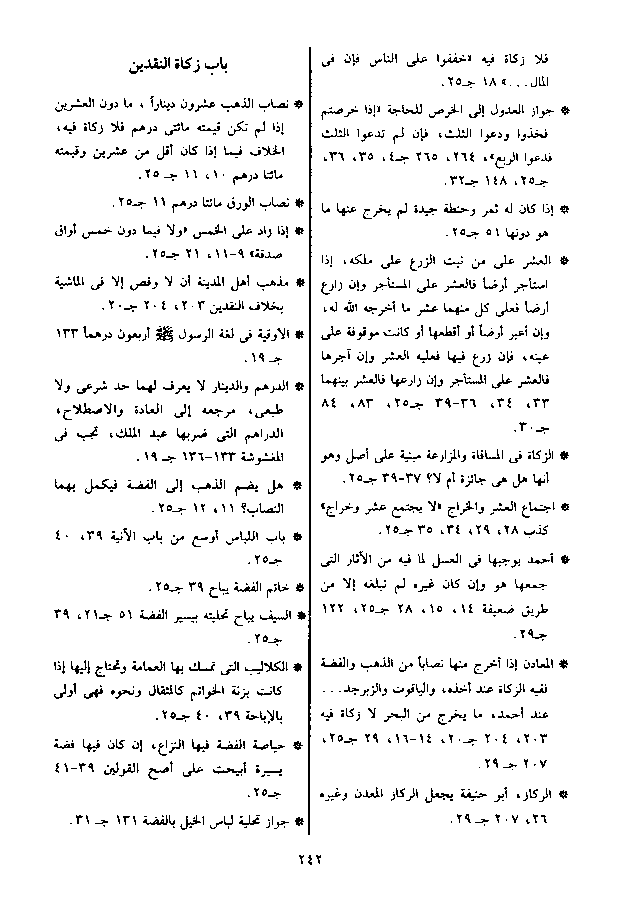 فلا زكاة فيه «خففوا على الناس فإن فى
المال...» ١٨ جـ٢٥.
* جواز العدول إلى الخرص للحاجة «إذا خرصتم
فخذوا ودعوا الثلث، فإن لم تدعوا الثلث
فدعوا الربع»، ٢٦٤، ٢٦٥ جـ٤، ٣٥، ٣٦،
جـ٢٥، ١٤٨ جـ٣٢.
* إذا كان له ثمر وحنطة جيدة لم يخرج عنها ما
هو دونها ٥١ جـ٢٥.
* العشر على من نبت الزرع على ملكه، إذا
استأجر أرضاً فالعشر على المستأجر وإن زارع
أرضاً فعلى كل منهما عشر ما أخرجه الله له،
وإن أعير أرضاً أو أقطعها أو كانت موقوفة على
عينه، فإن زرع فيها فعليه العشر وإن آجرها
فالعشر على المستأجر وإن زارعها فالعشر بينهما
٣٣، ٣٤، ٣٦-٣٩ جـ٢٥، ٨٣، ٨٤
جـ٣٠.
* الزكاة فى المساقاة والمزارعة مبنية على أصل وهو
أنها هل هى جائزة أم لا؟ ٣٧-٣٩ جـ٢٥.
* اجتماع العشر والخراج «لا يجتمع عشر وخراج»
كذب ٢٨، ٢٩، ٣٤، ٣٥ جـ٢٥.
* أحمد يوجبها فى العسل لما فيه من الآثار التى
جمعها هو وإن كان غيره لم تبلغه إلا من
طريق ضعيفة ١٤، ١٥، ٢٨ جـ٢٥، ١٢٢
جـ٢٩.
* المعادن إذا أخرج منها نصاباً من الذهب والفضة
لفيه الزكاة عند أخذه، والياقوت والزبرجد...
عند أحمد، ما يخرج من البحر لا زكاة فيه
٢٠٣، ٢٠٤ جـ٢٠، ١٤-١٦، ٢٩ جـ٢٥،
٢٠٧ جـ٢٩.
* الركاز، أبو حنيفة يجعل الركاز المعدن وغيره
٢٦، ٢٠٧ جـ٢٩.
باب زكاة النقدين
* نصاب الذهب عشرون ديناراً، ما دون العشرين
إذا لم تكن قيمته مائتى درهم فلا زكاة فيه،
الخلاف فيما إذا كان أقل من عشرين وقيمته
مائتا درهم ١٠، ١١ جـ ٢٥.
* نصاب الورق مائتا درهم ١١ جـ٢٥.
* إذا زاد على الخمس «ولا فيما دون خمس أواق
صدقة» ٩-١١، ٢١ جـ٢٥.
* مذهب أهل المدينة أن لا وقص إلا فى الماشية
بخلاف النقدين ٢٠٣، ٢٠٤ جـ٢٠.
* الأوقية فى لغة الرسول ﷺ أربعون درهماً ١٣٣
جـ ١٩.
* الدرهم والدينار لا يعرف لهما حد شرعى ولا
طبعى، مرجعه إلى العادة والاصطلاح،
الدراهم التى ضربها عبد الملك، تجب فى
المغشوشة ١٣٣-١٣٦ جـ ١٩.
* هل يضم الذهب إلى الفضة فيكمل بهما
النصاب؟ ١١، ١٢ جـ٢٥.
* باب اللباس أوسع من باب الآنية ٣٩، ٤٠
جـ٢٥.
* خاتم الفضة يباح ٣٩ جـ٢٥.
* السيف يباح تحليته بيسير الفضة ٥١ جـ٢١، ٣٩
جـ٢٥.
* الكلاليب التى تمسك بها العمامة وتحتاج إليها إذا
كانت بزنة الخواتم كالمثقال ونحوه فهى أولى
بالإباحة ٣٩، ٤٠ جـ٢٥.
* حياصة الفضة فيها النزاع، إن كان فيها فضة
يسيرة أبيحت على أصح القولين ٣٩-٤١
جـ٢٥.
* جواز تحلية لباس الخيل بالفضة ١٣١ جـ ٣١.
٢٤٢